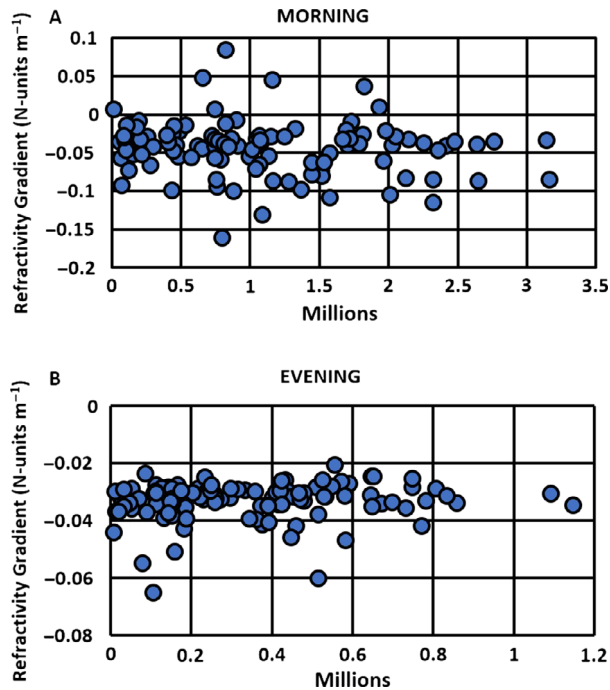 A
MORNING
Refractivity Gradient (N-units m⁻¹)
0.15
0.1
0.05
0
−0.05
−0.1
−0.15
−0.2
0 0.5 1 1.5 2 2.5 3 3.5
Millions
B
EVENING
Refractivity Gradient (N-units m⁻¹)
0
−0.02
−0.04
−0.06
−0.08
0 0.2 0.4 0.6 0.8 1 1.2
Millions